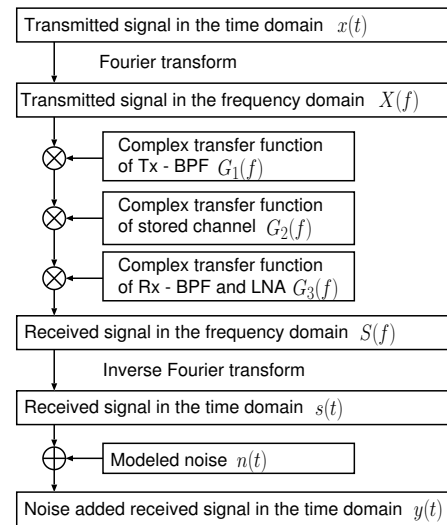 Transmitted signal in the time domain x(t)
Fourier transform
Transmitted signal in the frequency domain X(f)
Complex transfer function
of Tx - BPF G₁(f)
Complex transfer function
of stored channel G₂(f)
Complex transfer function
of Rx - BPF and LNA G₃(f)
Received signal in the frequency domain S(f)
Inverse Fourier transform
Received signal in the time domain s(t)
Modeled noise n(t)
Noise added received signal in the time domain y(t)